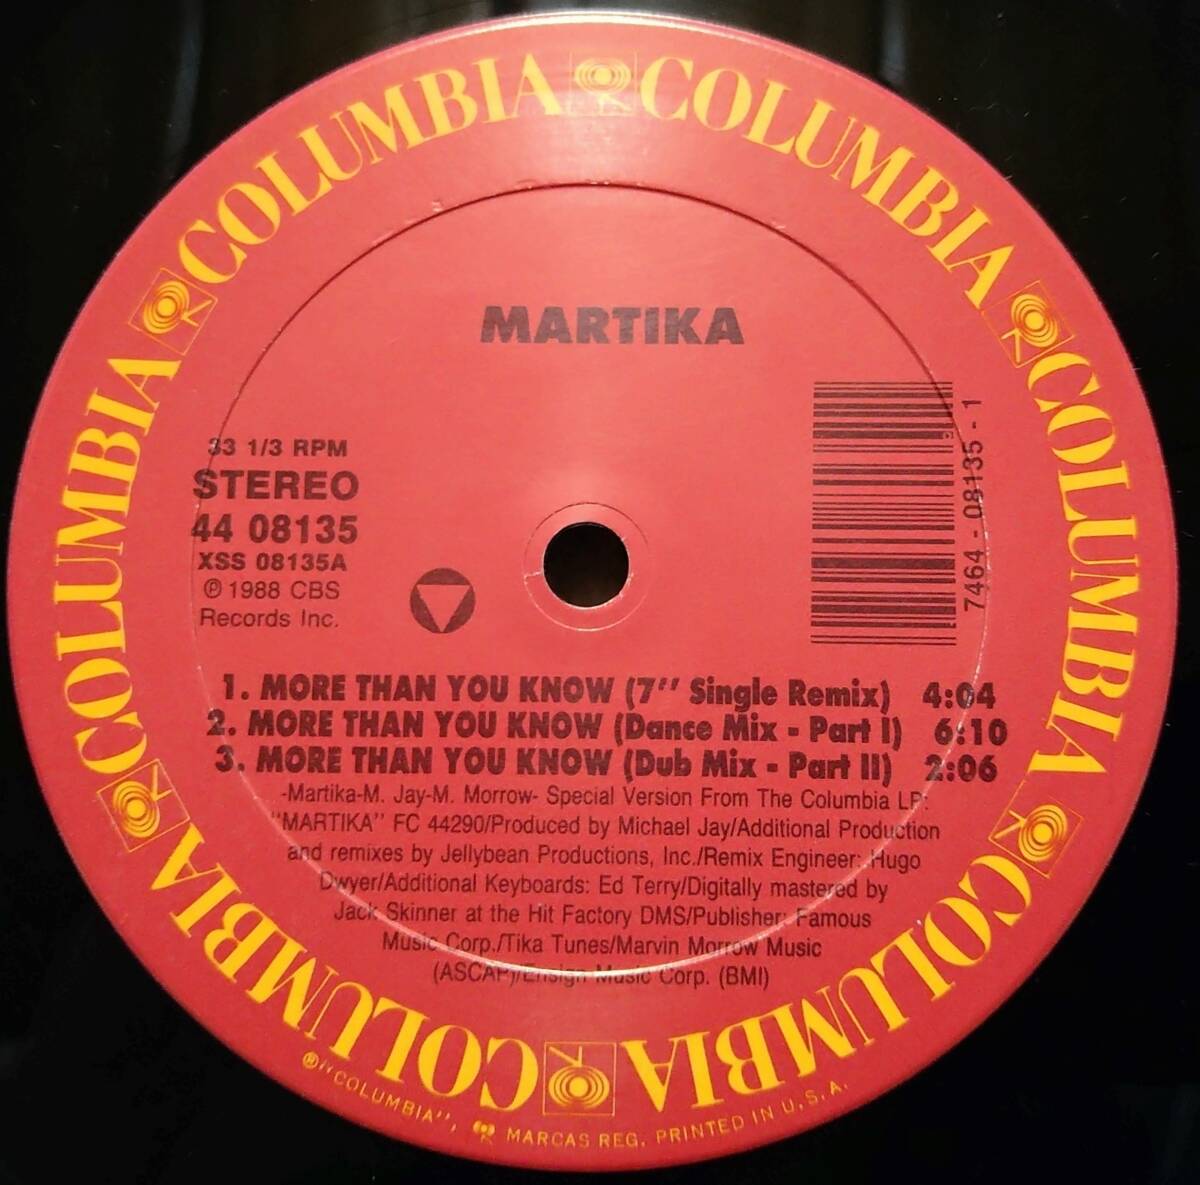 COLUMBIA COLUMBIA COLUMBIA COLUMBIA COLUMBIA COLUMBIA COLUMBIA COLUMBIA
MARTIKA
33 1/3 RPM
STEREO
44 08135
XSS 08135A
℗ 1988 CBS
Records Inc.
7464 - 08135 - 1
1. MORE THAN YOU KNOW (7’’ Single Remix) 4:04
2. MORE THAN YOU KNOW (Dance Mix - Part I) 6:10
3. MORE THAN YOU KNOW (Dub Mix - Part II) 2:06
-Martika-M. Jay-M. Morrow- Special Version From The Columbia LP:
"MARTIKA" FC 44290/Produced by Michael Jay/Additional Production
and remixes by Jellybean Productions, Inc./Remix Engineer: Hugo
Dwyer/Additional Keyboards: Ed Terry/Digitally mastered by
Jack Skinner at the Hit Factory DMS/Publisher: Famous
Music Corp./Tika Tunes/Marvin Morrow Music
(ASCAP)/Ensign Music Corp. (BMI)
® "COLUMBIA", MARCAS REG. PRINTED IN U.S.A.